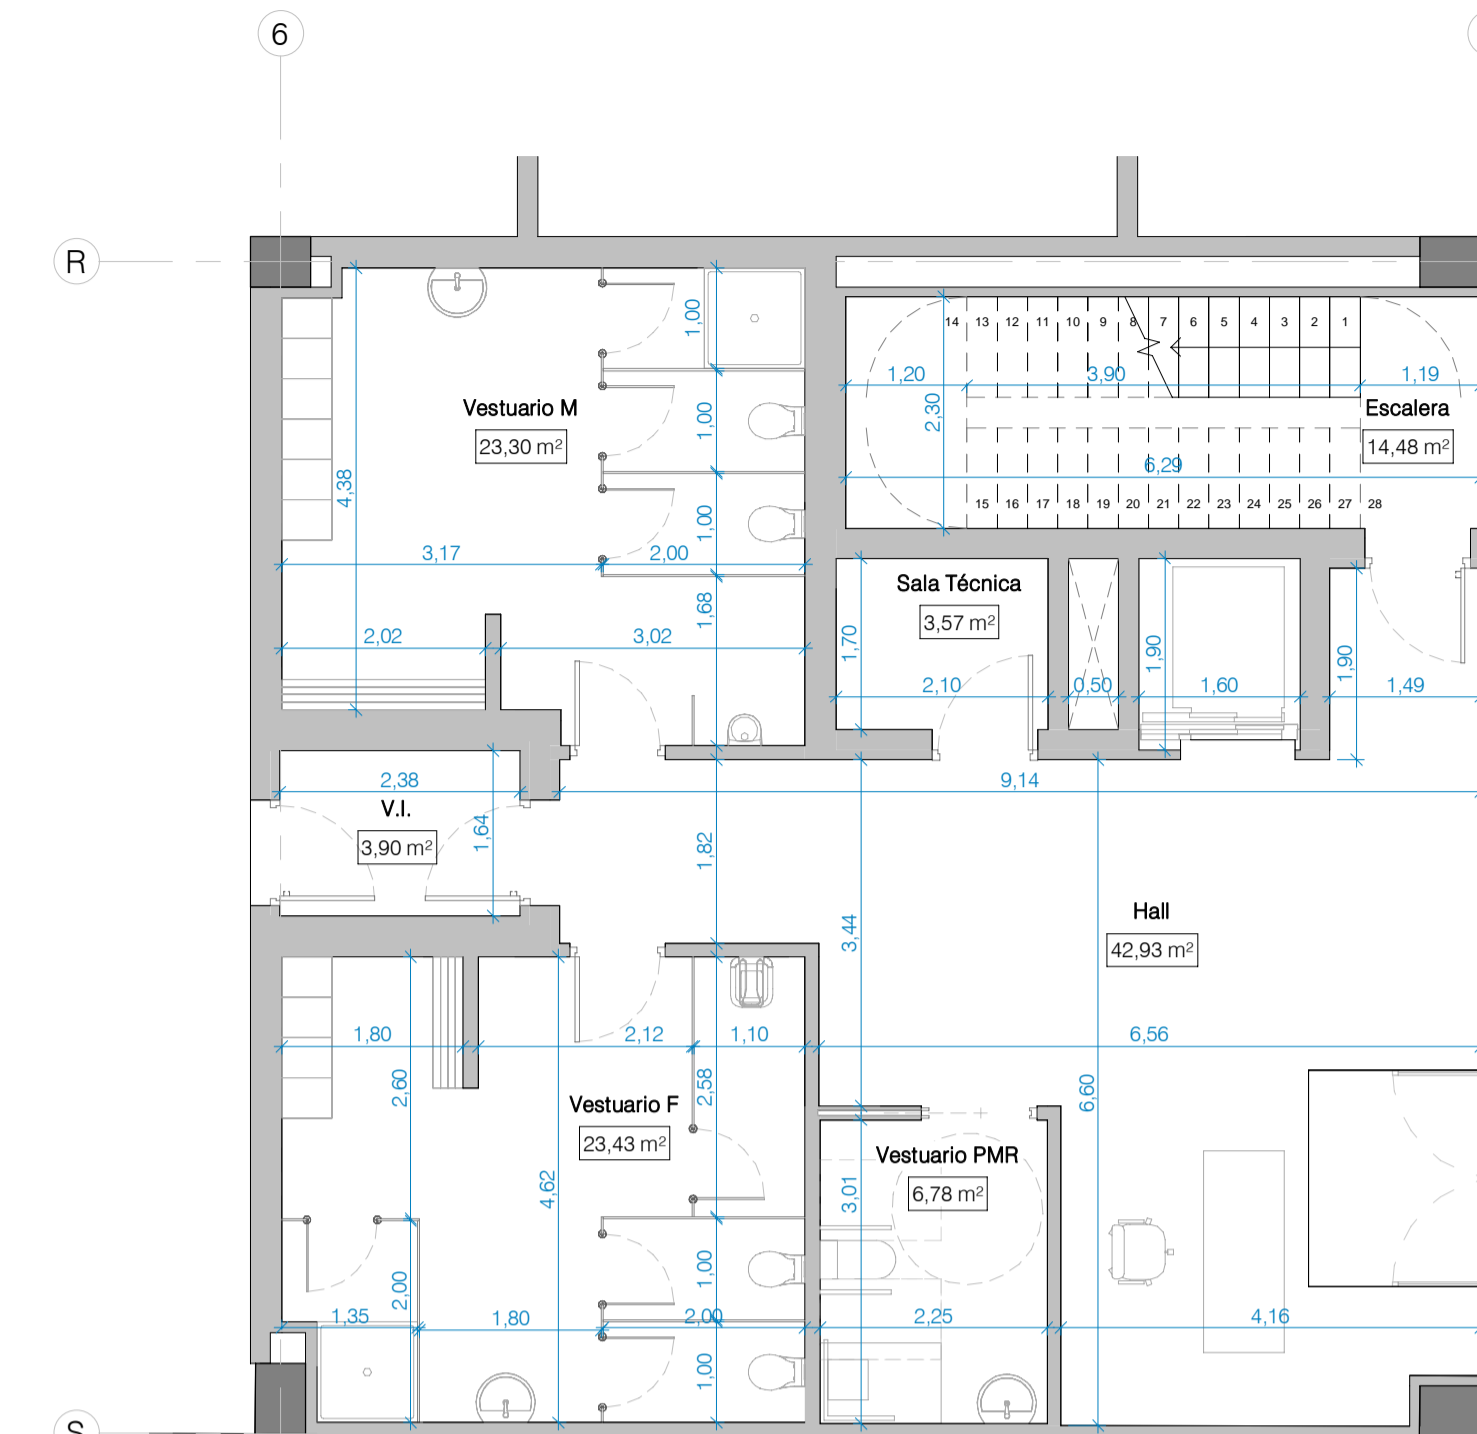 6
R
14 13 12 11 10 9 8 7 6 5 4 3 2 1
1,00
1,20
3,90
1,19
2,30
Vestuario M
23,30 m²
1,00
Escalera
14,48 m²
4,38
6,29
1,00
15 16 17 18 19 20 21 22 23 24 25 26 27 28
3,17
2,00
Sala Técnica
3,57 m²
1,68
2,02
3,02
1,70
1,90
1,90
2,10
0,50
1,60
1,49
2,38
9,14
V.I.
3,90 m²
1,64
1,82
Hall
42,93 m²
3,44
1,80
2,12
1,10
6,56
2,60
2,58
6,60
Vestuario F
23,43 m²
Vestuario PMR
6,78 m²
4,62
3,01
2,00
1,00
1,35
1,80
2,00
2,25
4,16
1,00
S